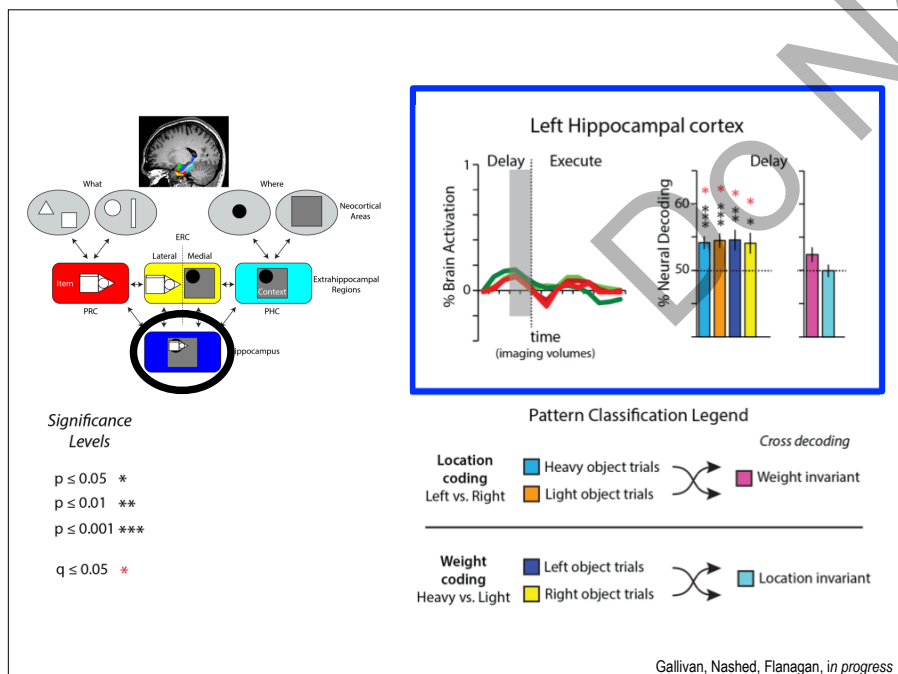 What
Where
Neocortical
Areas
ERC
Lateral
Medial
Item
Context
Extrahippocampal
Regions
PRC
PHC
ippocampus
Significance
Levels
p ≤ 0.05 *
p ≤ 0.01 **
p ≤ 0.001 ***
q ≤ 0.05 *
Left Hippocampal cortex
Delay
Execute
1
0
% Brain Activation
time
(imaging volumes)
Delay
% Neural Decoding
60
50
* * * *
*** *** ** *
Pattern Classification Legend
Cross decoding
Location
coding
Left vs. Right
Heavy object trials
Light object trials
Weight invariant
Weight
coding
Heavy vs. Light
Left object trials
Right object trials
Location invariant
Gallivan, Nashed, Flanagan, in progress
Do N